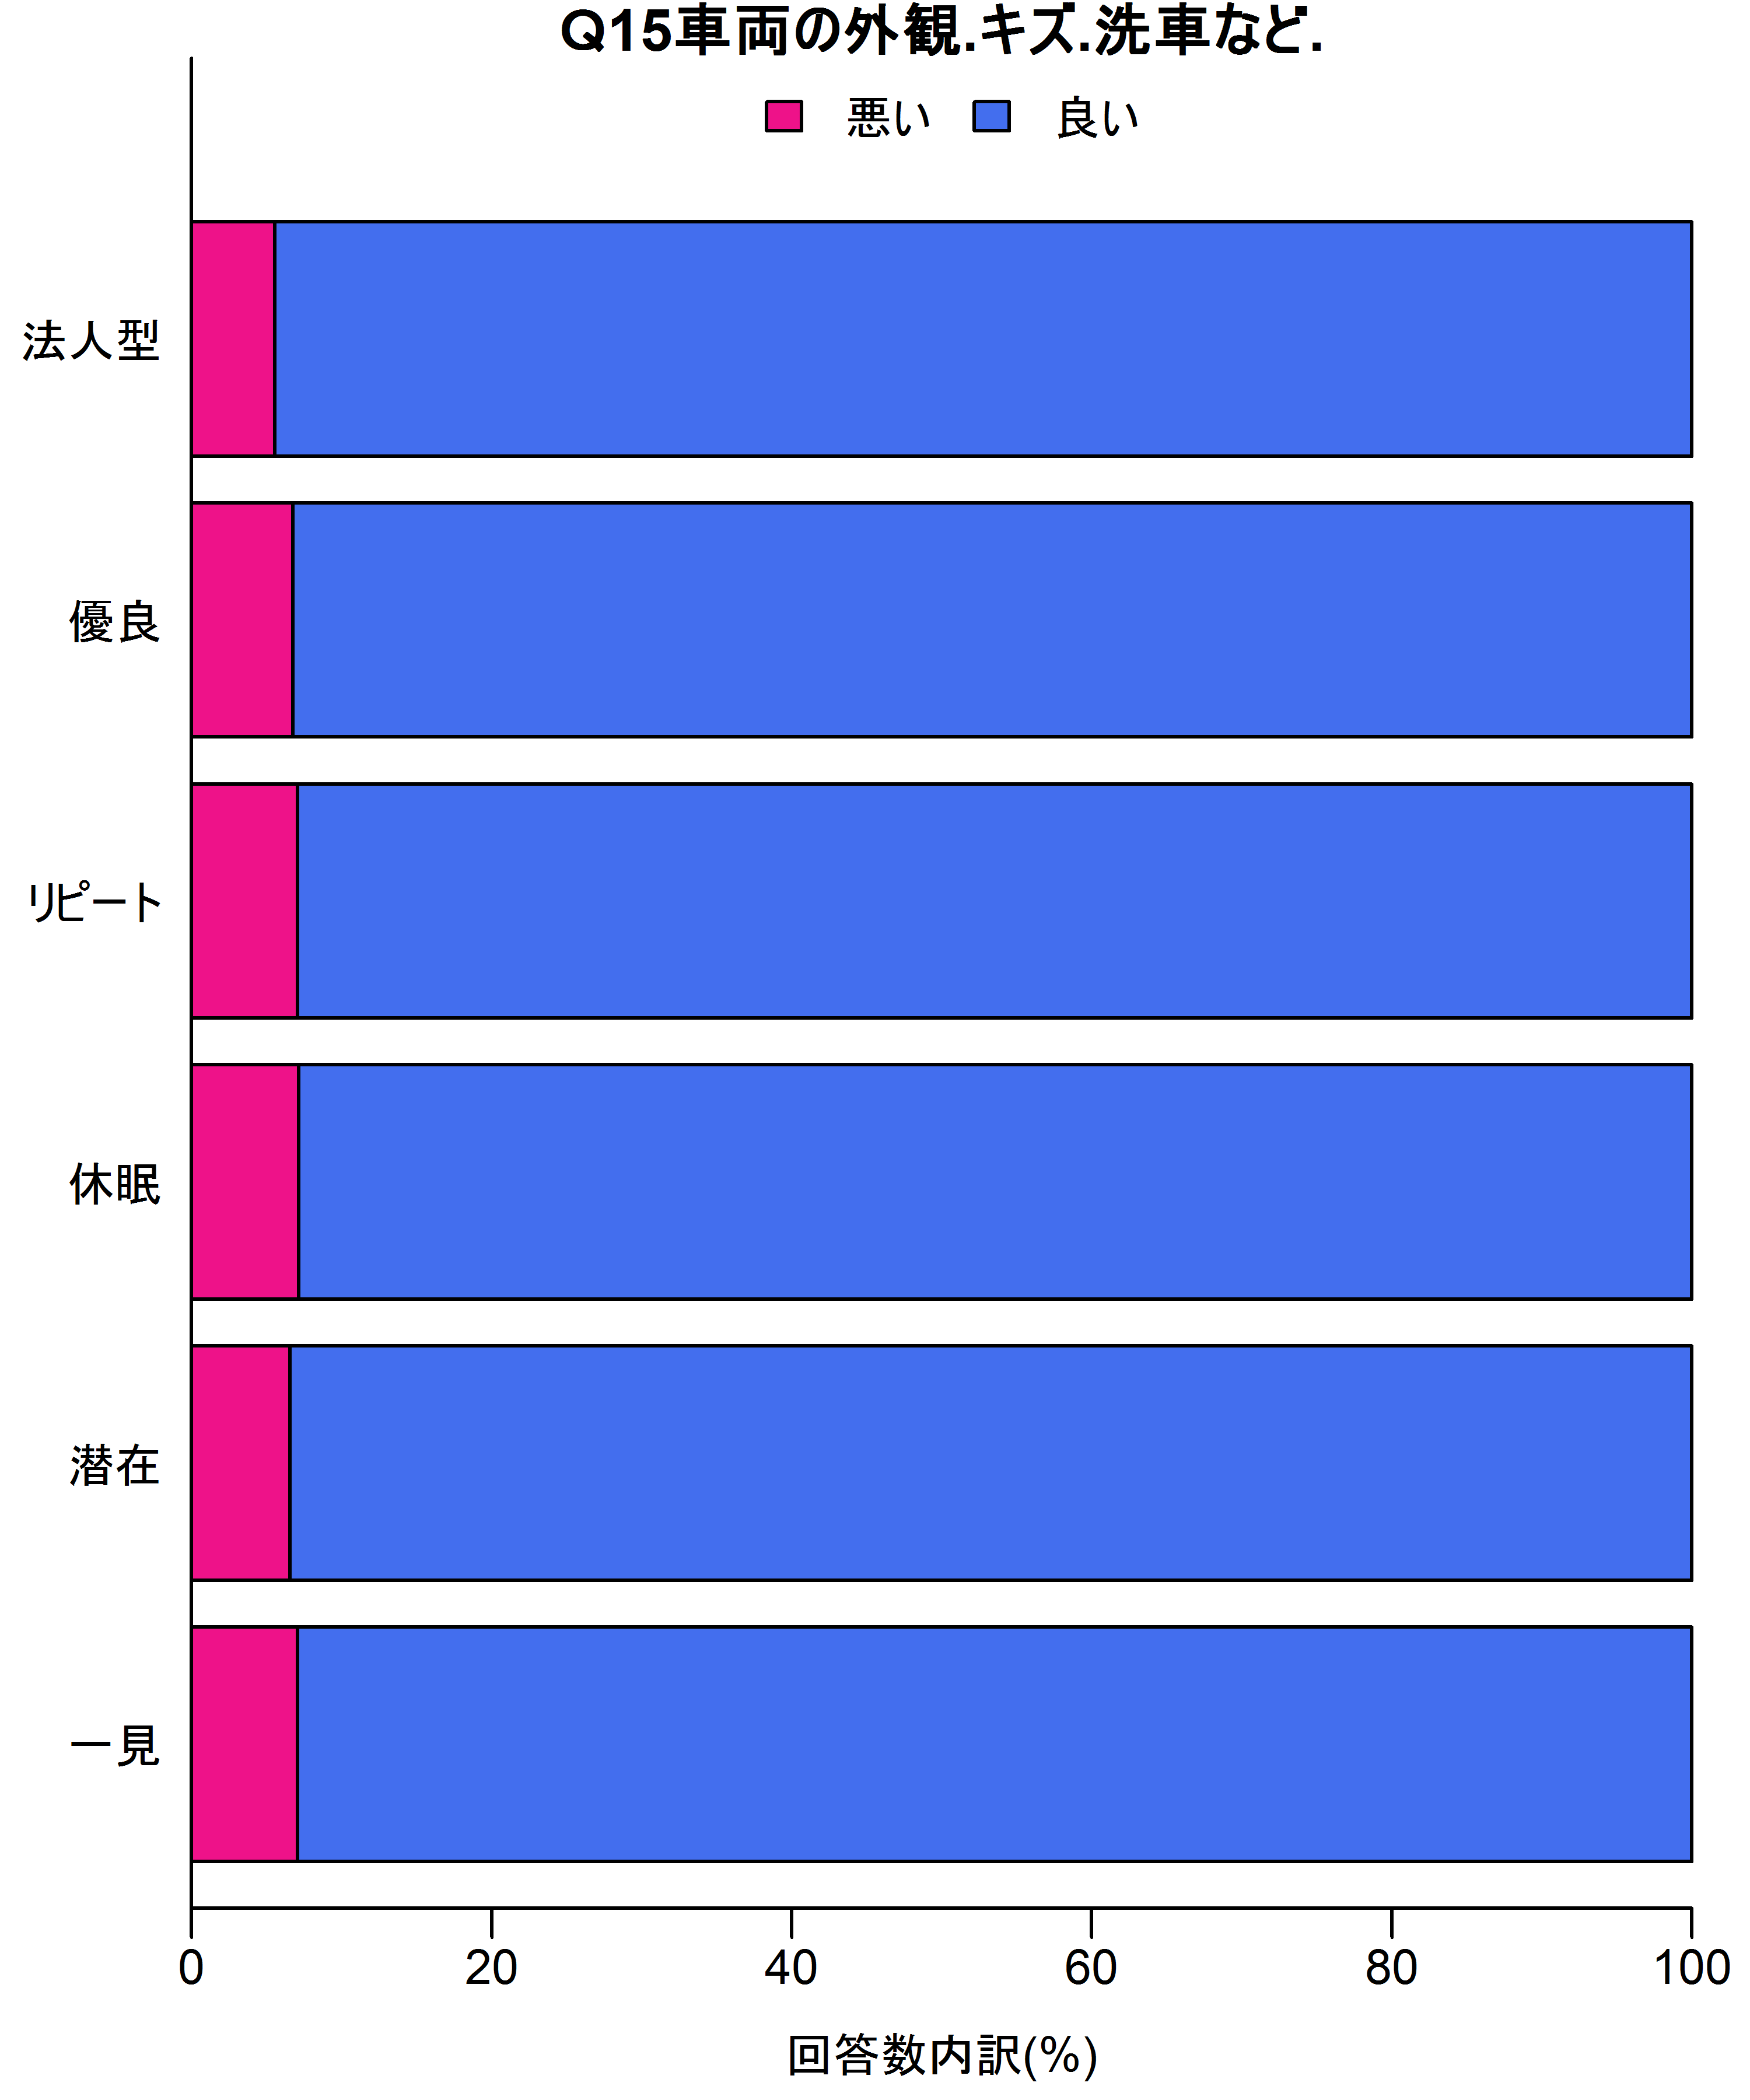 Q15車両の外観.キズ.洗車など.
悪い 良い
法人型
優良
リピート
休眠
潜在
一見
0 20 40 60 80 100
回答数内訳(%)